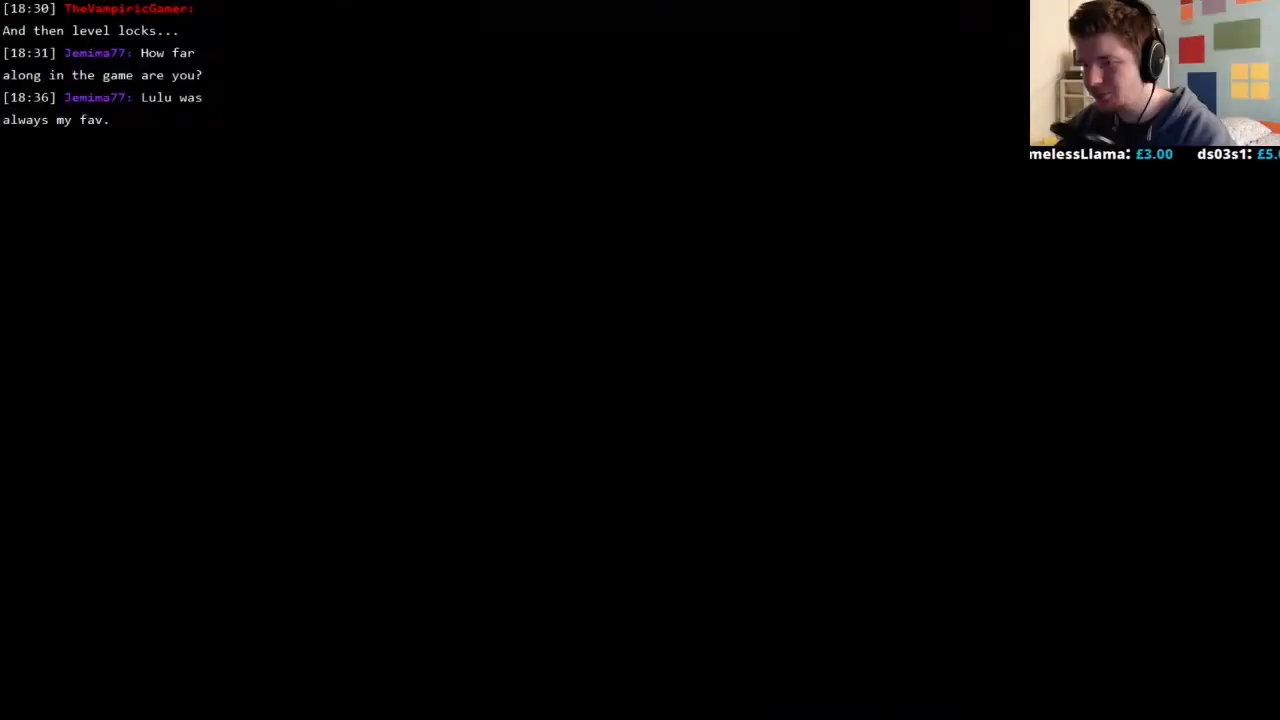 [18:30] TheVampiricGamer:
And then level locks...
[18:31] Jemima77: How far
along in the game are you?
[18:36] Jemima77: Lulu was
always my fav.
melessLlama: £3.00 ds03s1: £5.